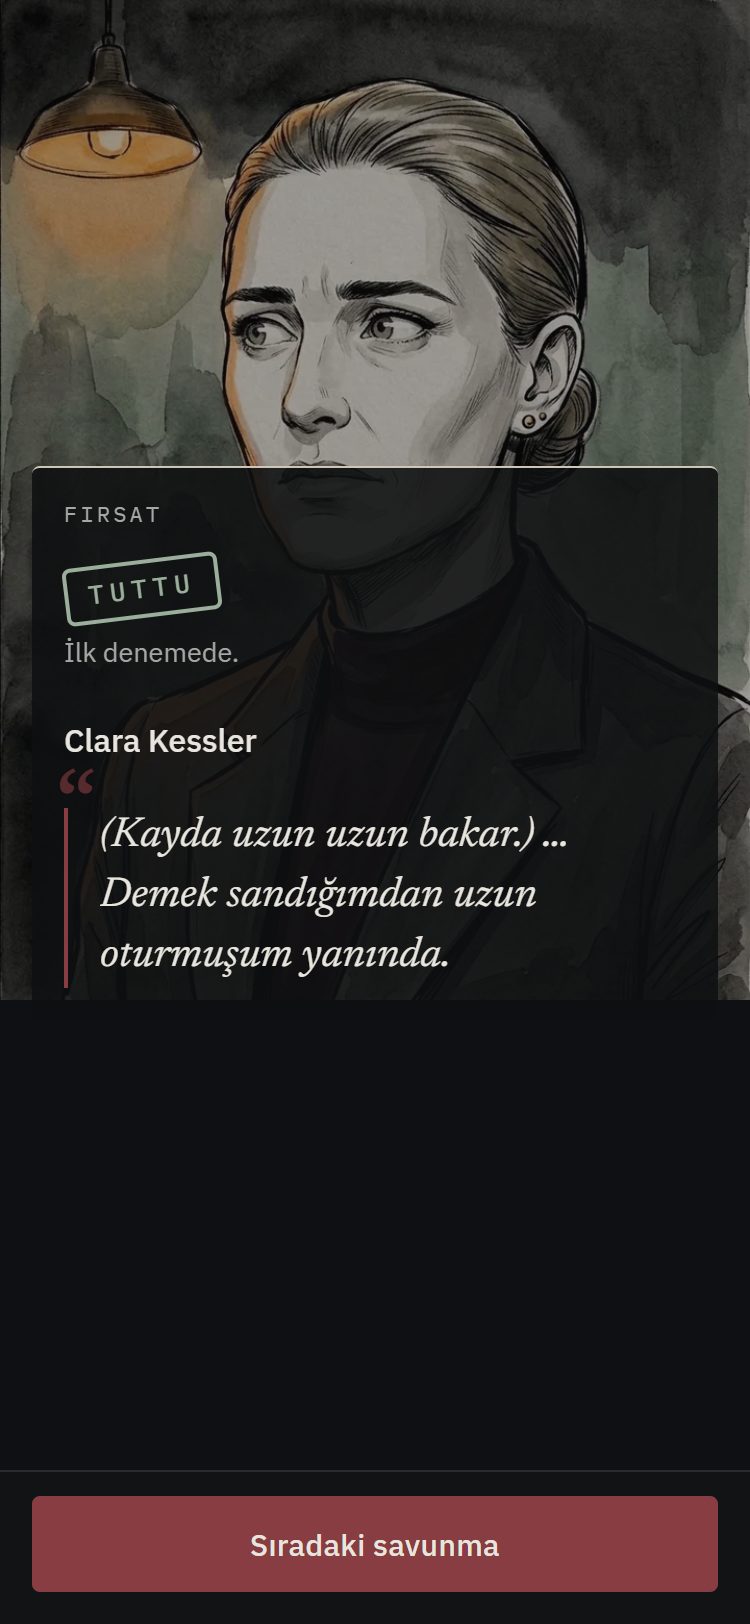 FIRSAT
TUTTU
İlk denemede.
Clara Kessler
“
(Kayda uzun uzun bakar.) ...
Demek sandığımdan uzun
oturmuşum yanında.
Sıradaki savunma